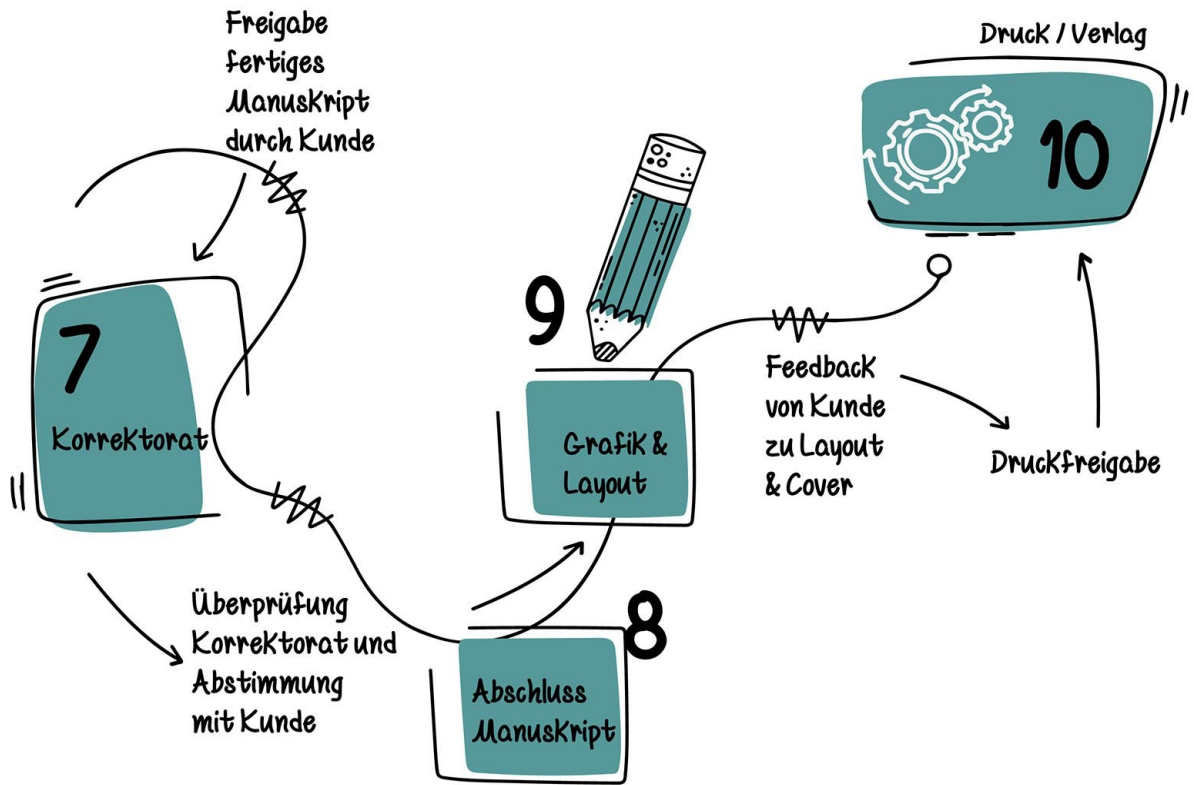 Freigabe
fertiges
Manuskript
durch Kunde
7
Korrektorat
Überprüfung
Korrektorat und
Abstimmung
mit Kunde
8
Abschluss
Manuskript
9
Grafik &
Layout
Feedback
von Kunde
zu Layout
& Cover
Druckfreigabe
Druck / Verlag
10